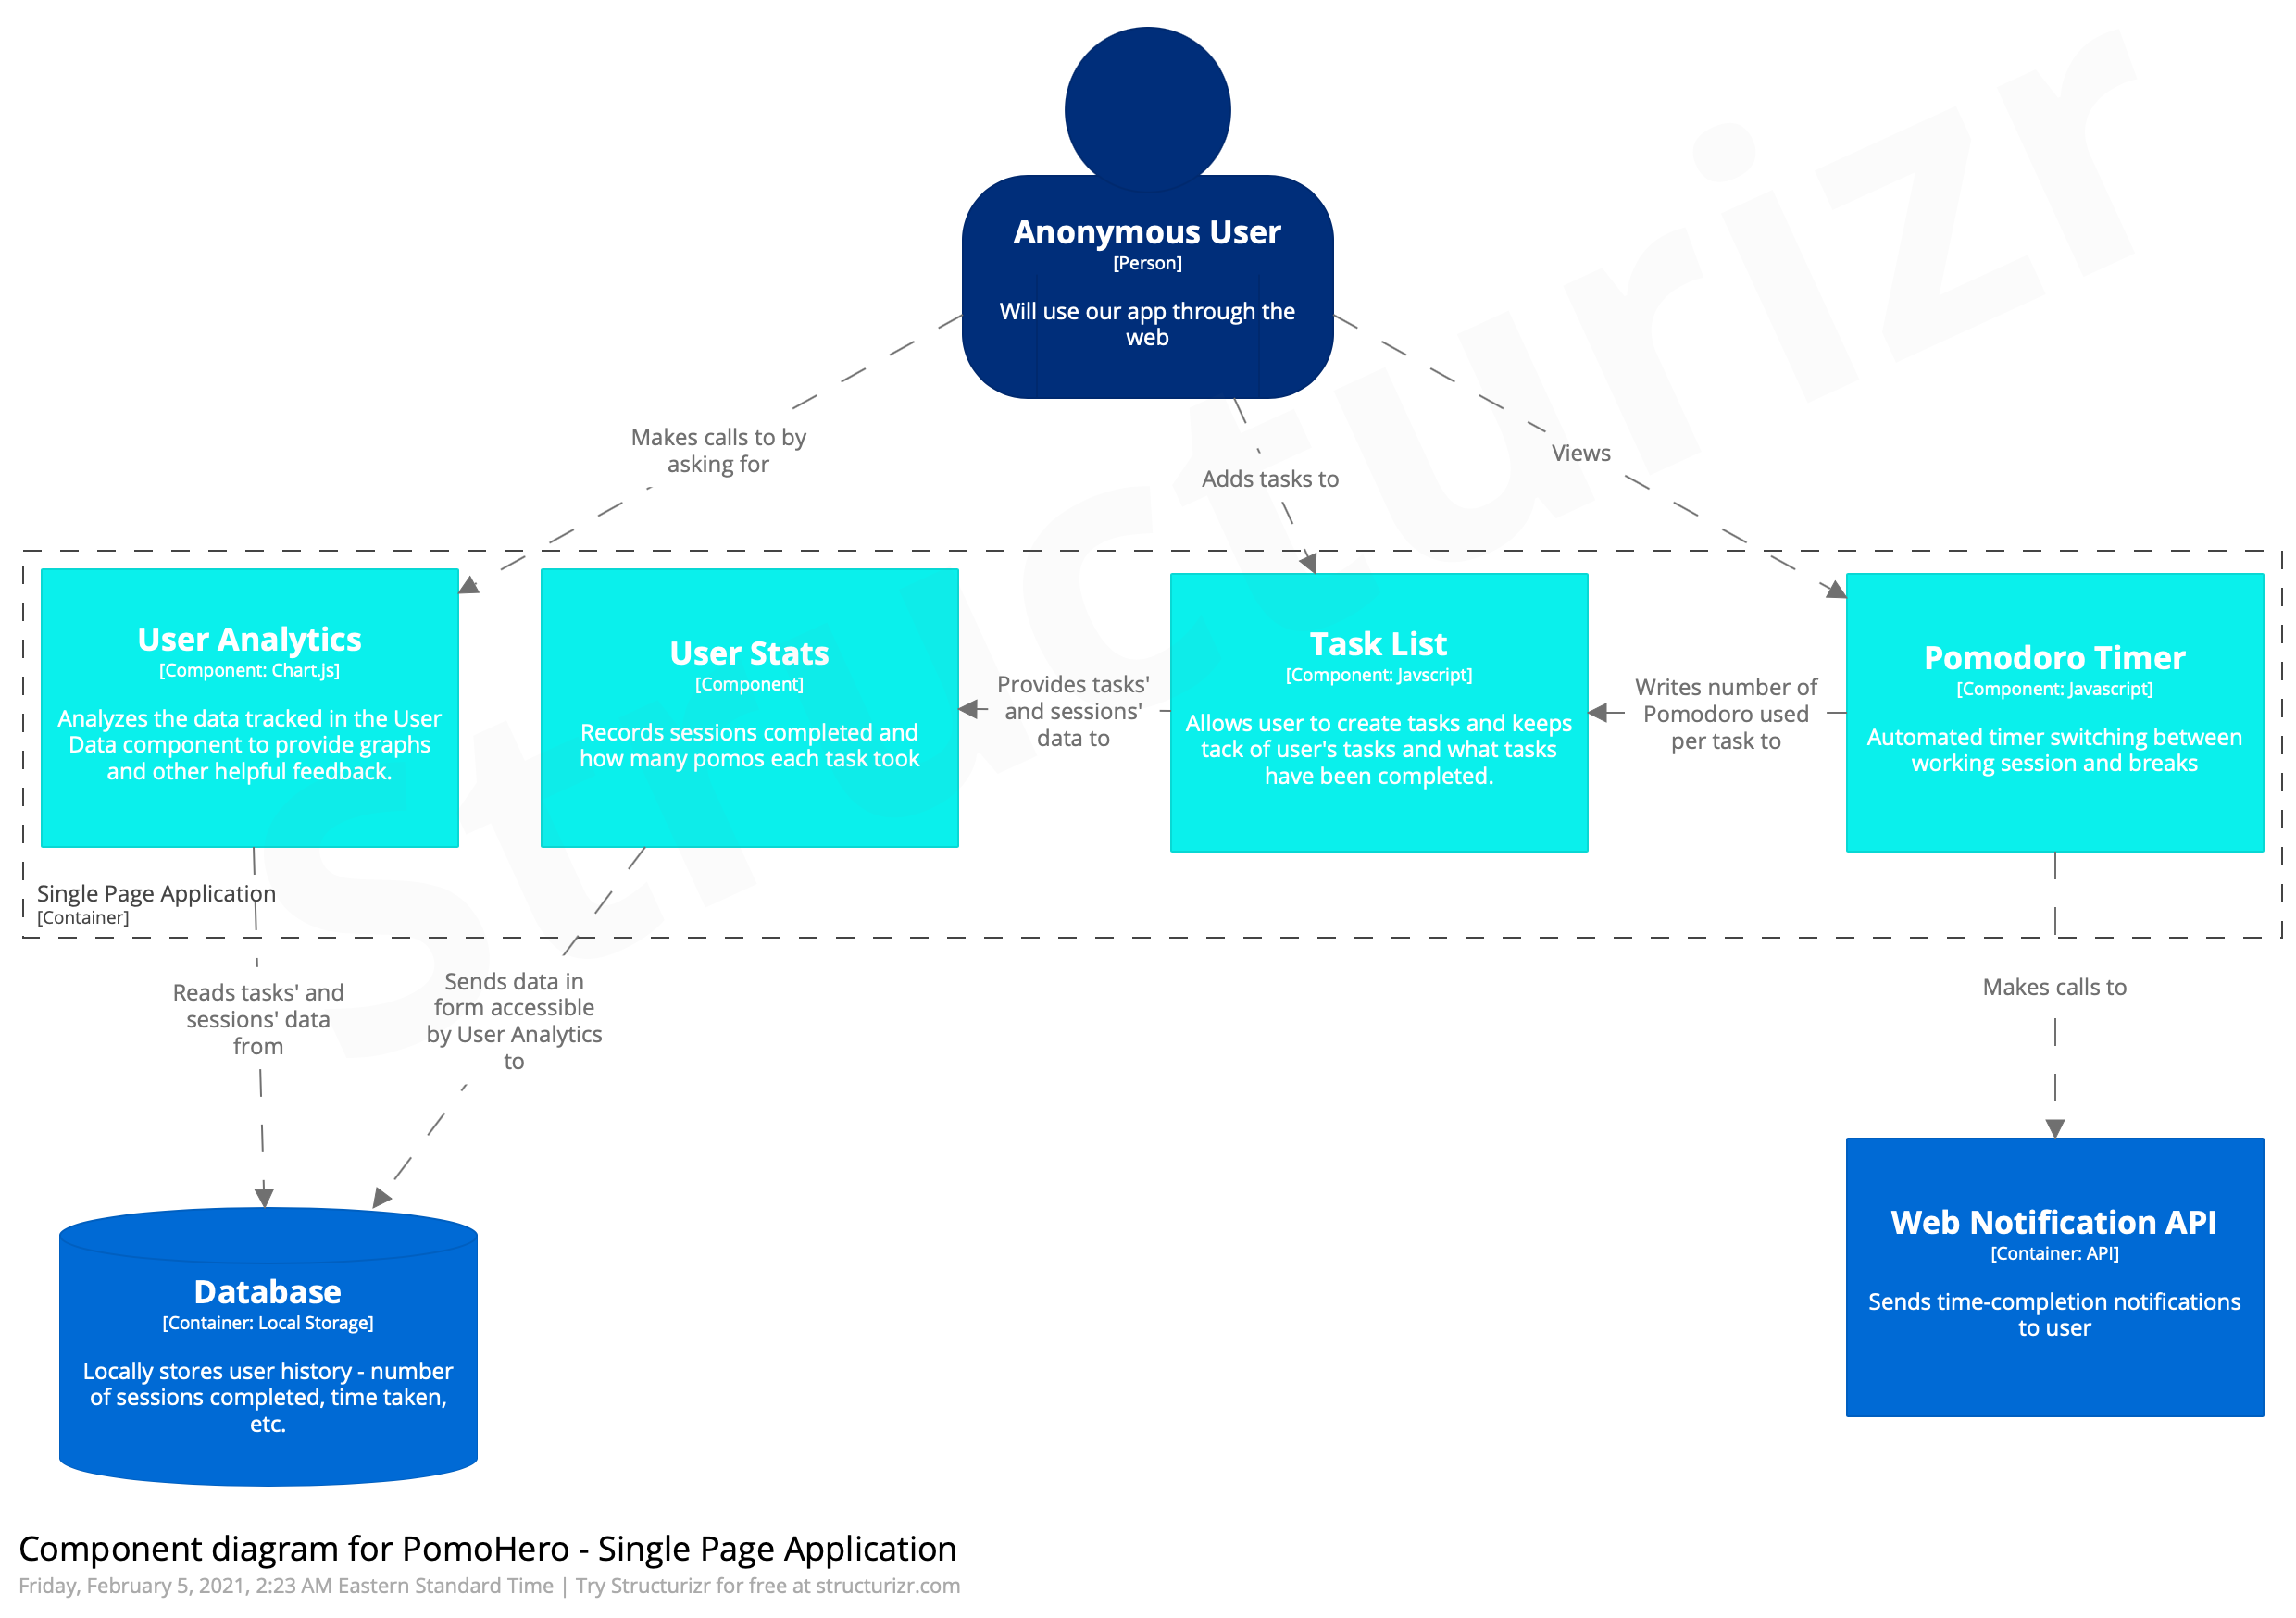 Anonymous User
[Person]
Will use our app through the
web
Makes calls to by
asking for
Adds tasks to
Views
User Analytics
[Component: Chart.js]
Analyzes the data tracked in the User
Data component to provide graphs
and other helpful feedback.
User Stats
[Component]
Records sessions completed and
how many pomos each task took
Provides tasks'
and sessions'
data to
Task List
[Component: Javscript]
Allows user to create tasks and keeps
tack of user's tasks and what tasks
have been completed.
Writes number of
Pomodoro used
per task to
Pomodoro Timer
[Component: Javascript]
Automated timer switching between
working session and breaks
Single Page Application
[Container]
Reads tasks' and
sessions' data
from
Sends data in
form accessible
by User Analytics
to
Makes calls to
Database
[Container: Local Storage]
Locally stores user history - number
of sessions completed, time taken,
etc.
Web Notification API
[Container: API]
Sends time-completion notifications
to user
Structurizr
Component diagram for PomoHero - Single Page Application
Friday, February 5, 2021, 2:23 AM Eastern Standard Time | Try Structurizr for free at structurizr.com